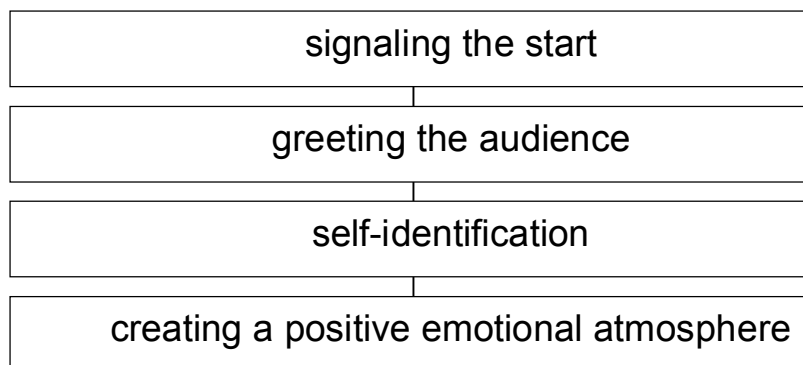 signaling the start
greeting the audience
self-identification
creating a positive emotional atmosphere